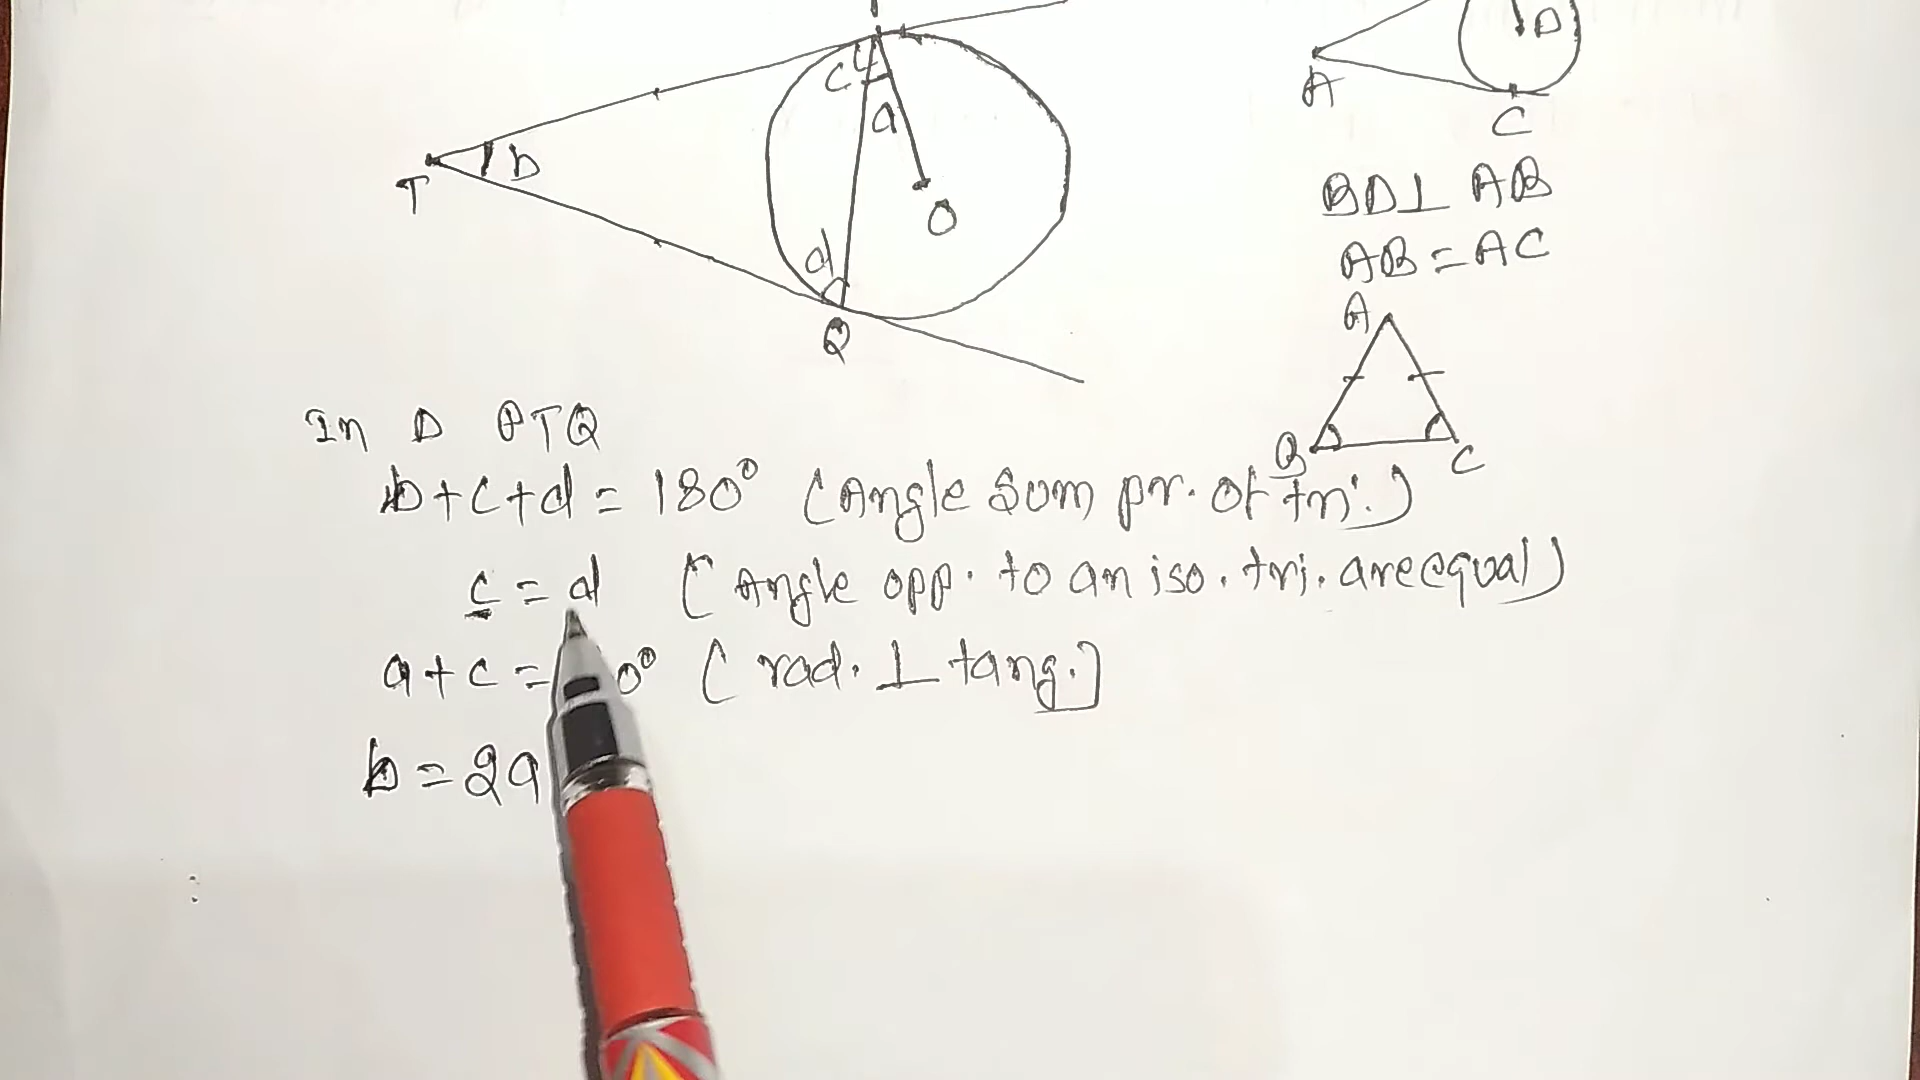 C
a
T
b
O
d
Q
D
A
C
BD⊥ AB
AB = AC
A
B
C
In Δ PTQ
b+c+d = 180° (Angle Sum pr. of tri.)
c = d (Angle opp. to an iso. tri. are equal)
a+c = 0° ( rad. ⊥ tang.)
b = 2a